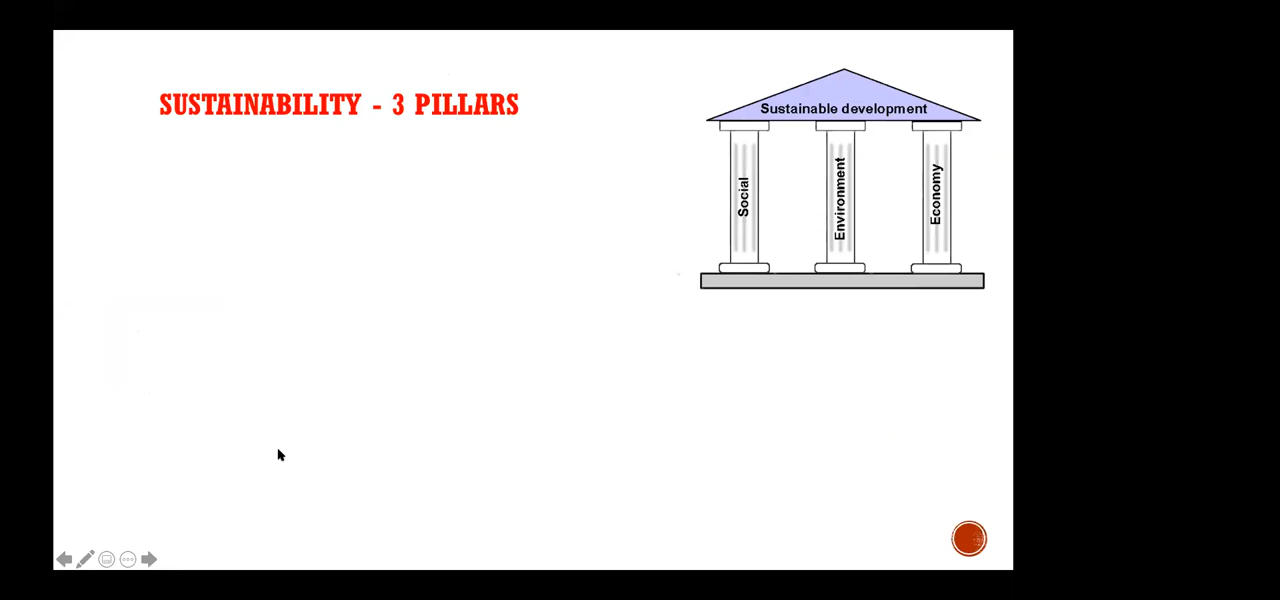 SUSTAINABILITY - 3 PILLARS
Sustainable development
Social
Environment
Economy